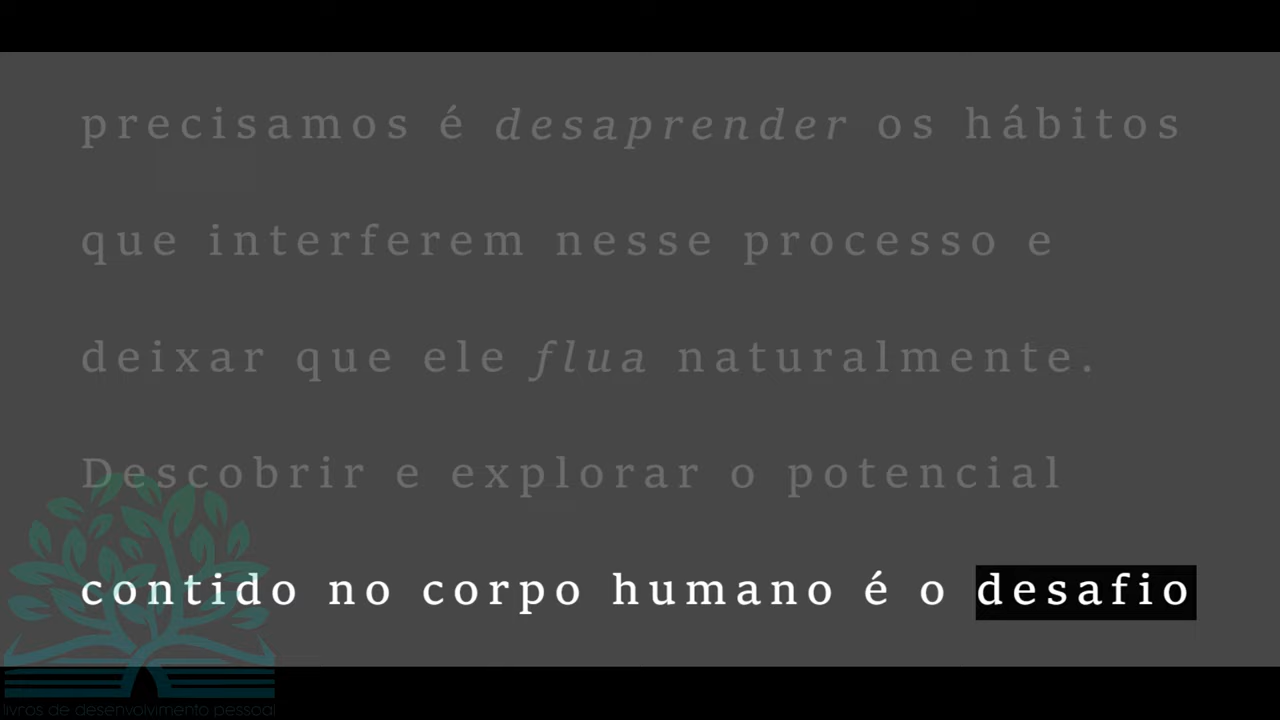 precisamos é desaprender os hábitos
que interferem nesse processo e
deixar que ele flua naturalmente.
Descobrir e explorar o potencial
contido no corpo humano é o desafio
livros de desenvolvimento pessoal